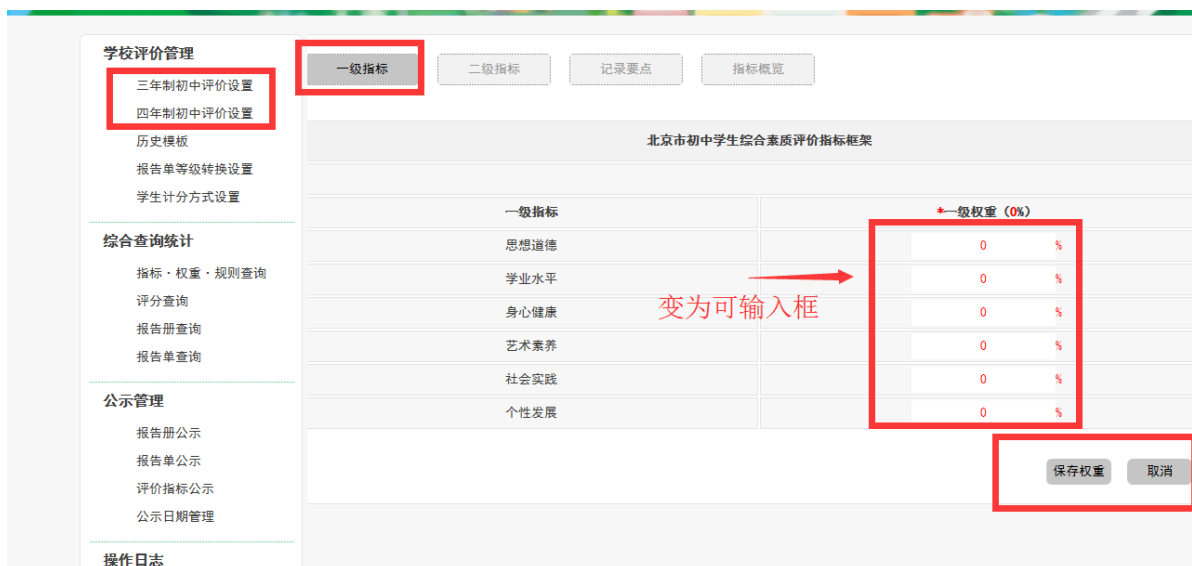 学校评价管理
三年制初中评价设置
四年制初中评价设置
历史模板
报告单等级转换设置
学生计分方式设置
综合查询统计
指标·权重·规则查询
评分查询
报告册查询
报告单查询
公示管理
报告册公示
报告单公示
评价指标公示
公示日期管理
操作日志
一级指标 二级指标 记录要点 指标概览
北京市初中学生综合素质评价指标框架
一级指标 *一级权重（0%）
思想道德 0 %
学业水平 0 %
身心健康 0 %
艺术素养 0 %
社会实践 0 %
个性发展 0 %
变为可输入框
保存权重 取消